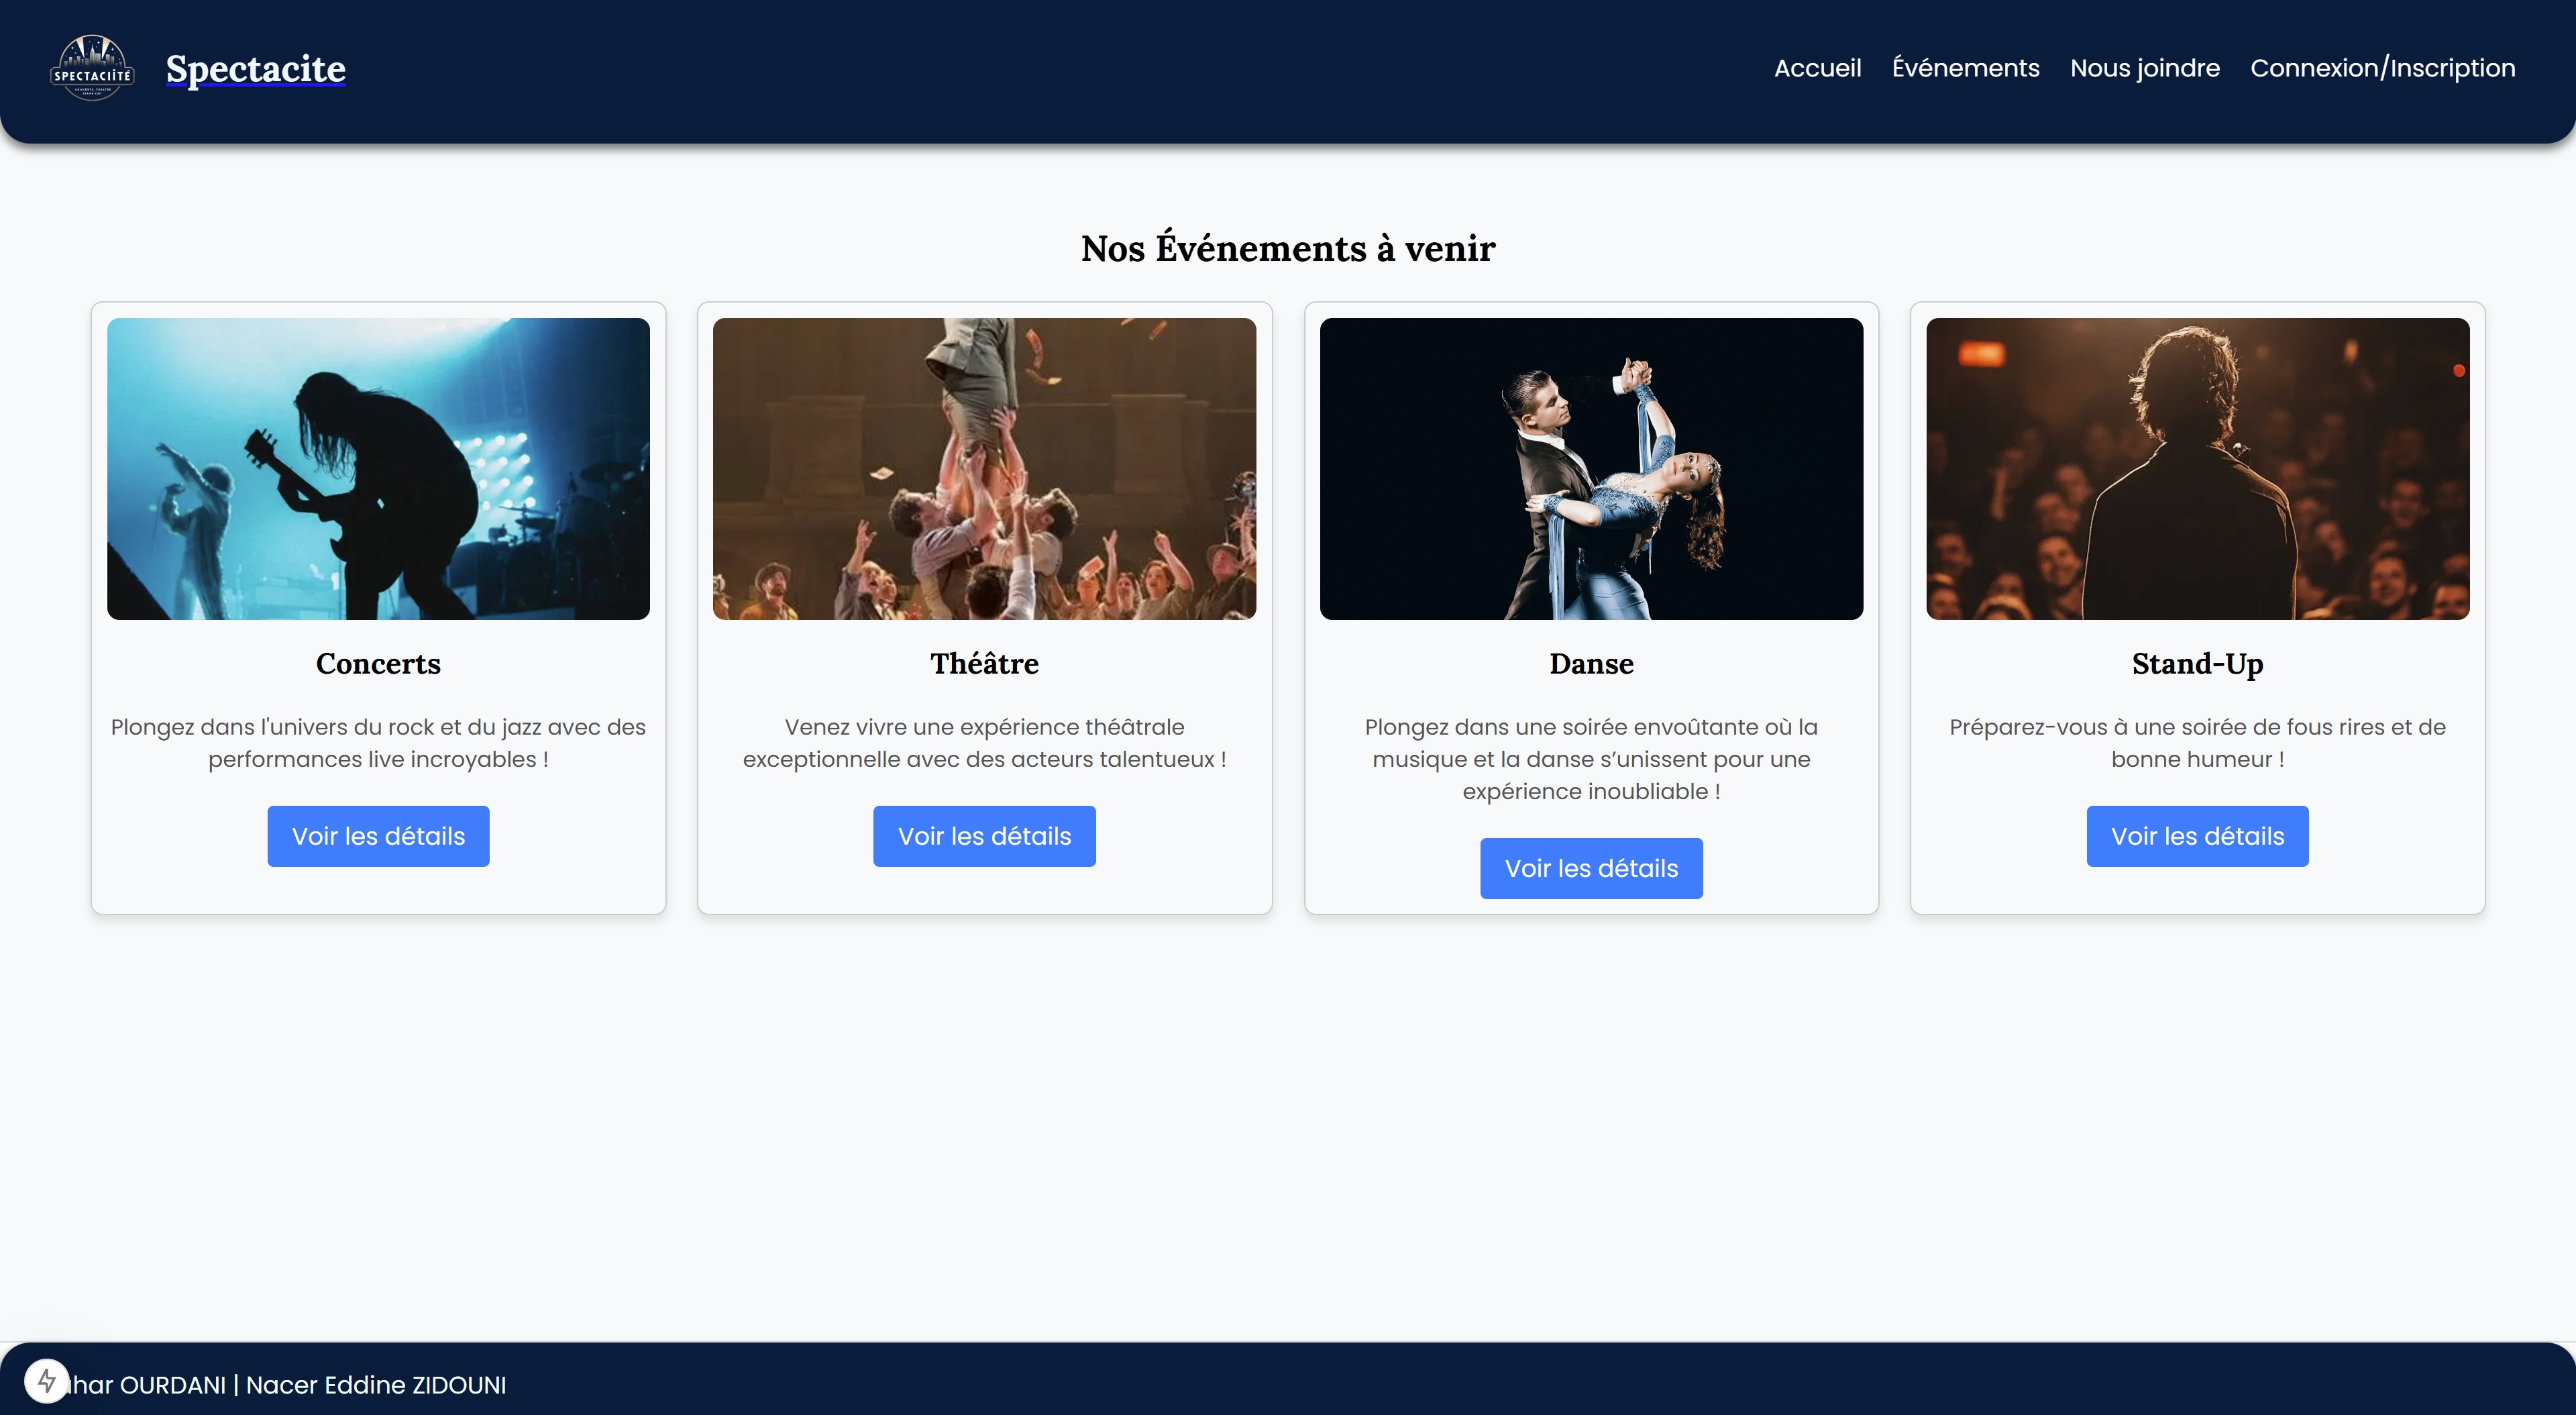 SPECTACIITÉ
Spectacite
Accueil Événements Nous joindre Connexion/Inscription
Nos Événements à venir
Concerts
Plongez dans l'univers du rock et du jazz avec des
performances live incroyables !
Voir les détails
Théâtre
Venez vivre une expérience théâtrale
exceptionnelle avec des acteurs talentueux !
Voir les détails
Danse
Plongez dans une soirée envoûtante où la
musique et la danse s’unissent pour une
expérience inoubliable !
Voir les détails
Stand-Up
Préparez-vous à une soirée de fous rires et de
bonne humeur !
Voir les détails
OURDANI | Nacer Eddine ZIDOUNI